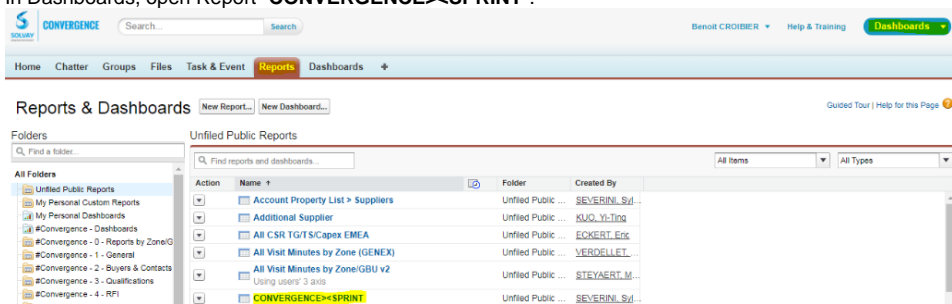 In Dashboards, open Report "CONVERGENCE><SPRINT".
SOLVAY CONVERGENCE Search... Search Benoit CROIBIER Help & Training Dashboards
Home Chatter Groups Files Task & Event Reports Dashboards +
Reports & Dashboards New Report... New Dashboard... Guided Tour | Help for this Page
Folders Unfiled Public Reports
Find a folder... Find reports and dashboards... All Items All Types
All Folders Action Name ↑ Folder Created By
Unfiled Public Reports Account Property List > Suppliers Unfiled Public ... SEVERINI, Syl...
My Personal Custom Reports
My Personal Dashboards Additional Supplier Unfiled Public ... KUO, Yi-Ting
#Convergence - Dashboards All CSR TG/TS/Capex EMEA Unfiled Public ... ECKERT, Eric
#Convergence - 0 - Reports by Zone/G
#Convergence - 1 - General All Visit Minutes by Zone (GENEX) Unfiled Public ... VERDELLET, ...
#Convergence - 2 - Buyers & Contacts All Visit Minutes by Zone/GBU v2 Unfiled Public ... STEYAERT, M...
#Convergence - 3 - Qualifications Using users' 3 axis
#Convergence - 4 - RFI CONVERGENCE><SPRINT Unfiled Public ... SEVERINI, Syl...